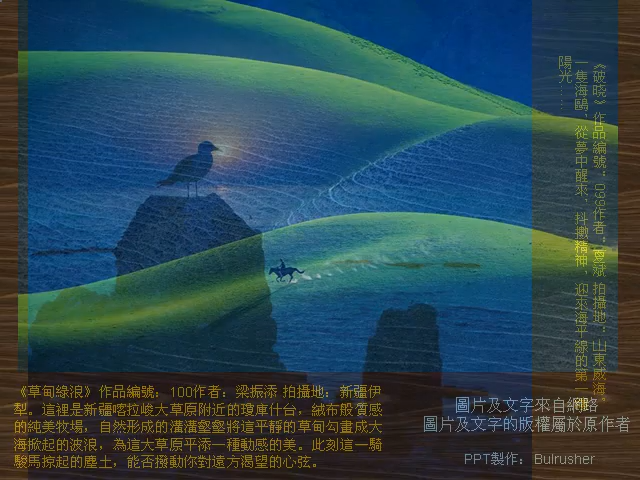 《破晓》作品編號：099作者：夏斌 拍攝地：山東威海。
一隻海鷗，從夢中醒來，抖擻精神，迎來海平線的第一縷
陽光……
《草甸綠浪》作品編號：100作者：梁振添 拍攝地：新疆伊
犁。這裡是新疆喀拉峻大草原附近的瓊庫什台，絨布般質感
的純美牧場，自然形成的溝溝壑壑將這平靜的草甸勾畫成大
海掀起的波浪，為這大草原平添一種動感的美。此刻這一騎
駿馬掠起的塵土，能否撥動你對遠方渴望的心弦。
圖片及文字來自網絡
圖片及文字的版權屬於原作者
PPT製作：Bulrusher